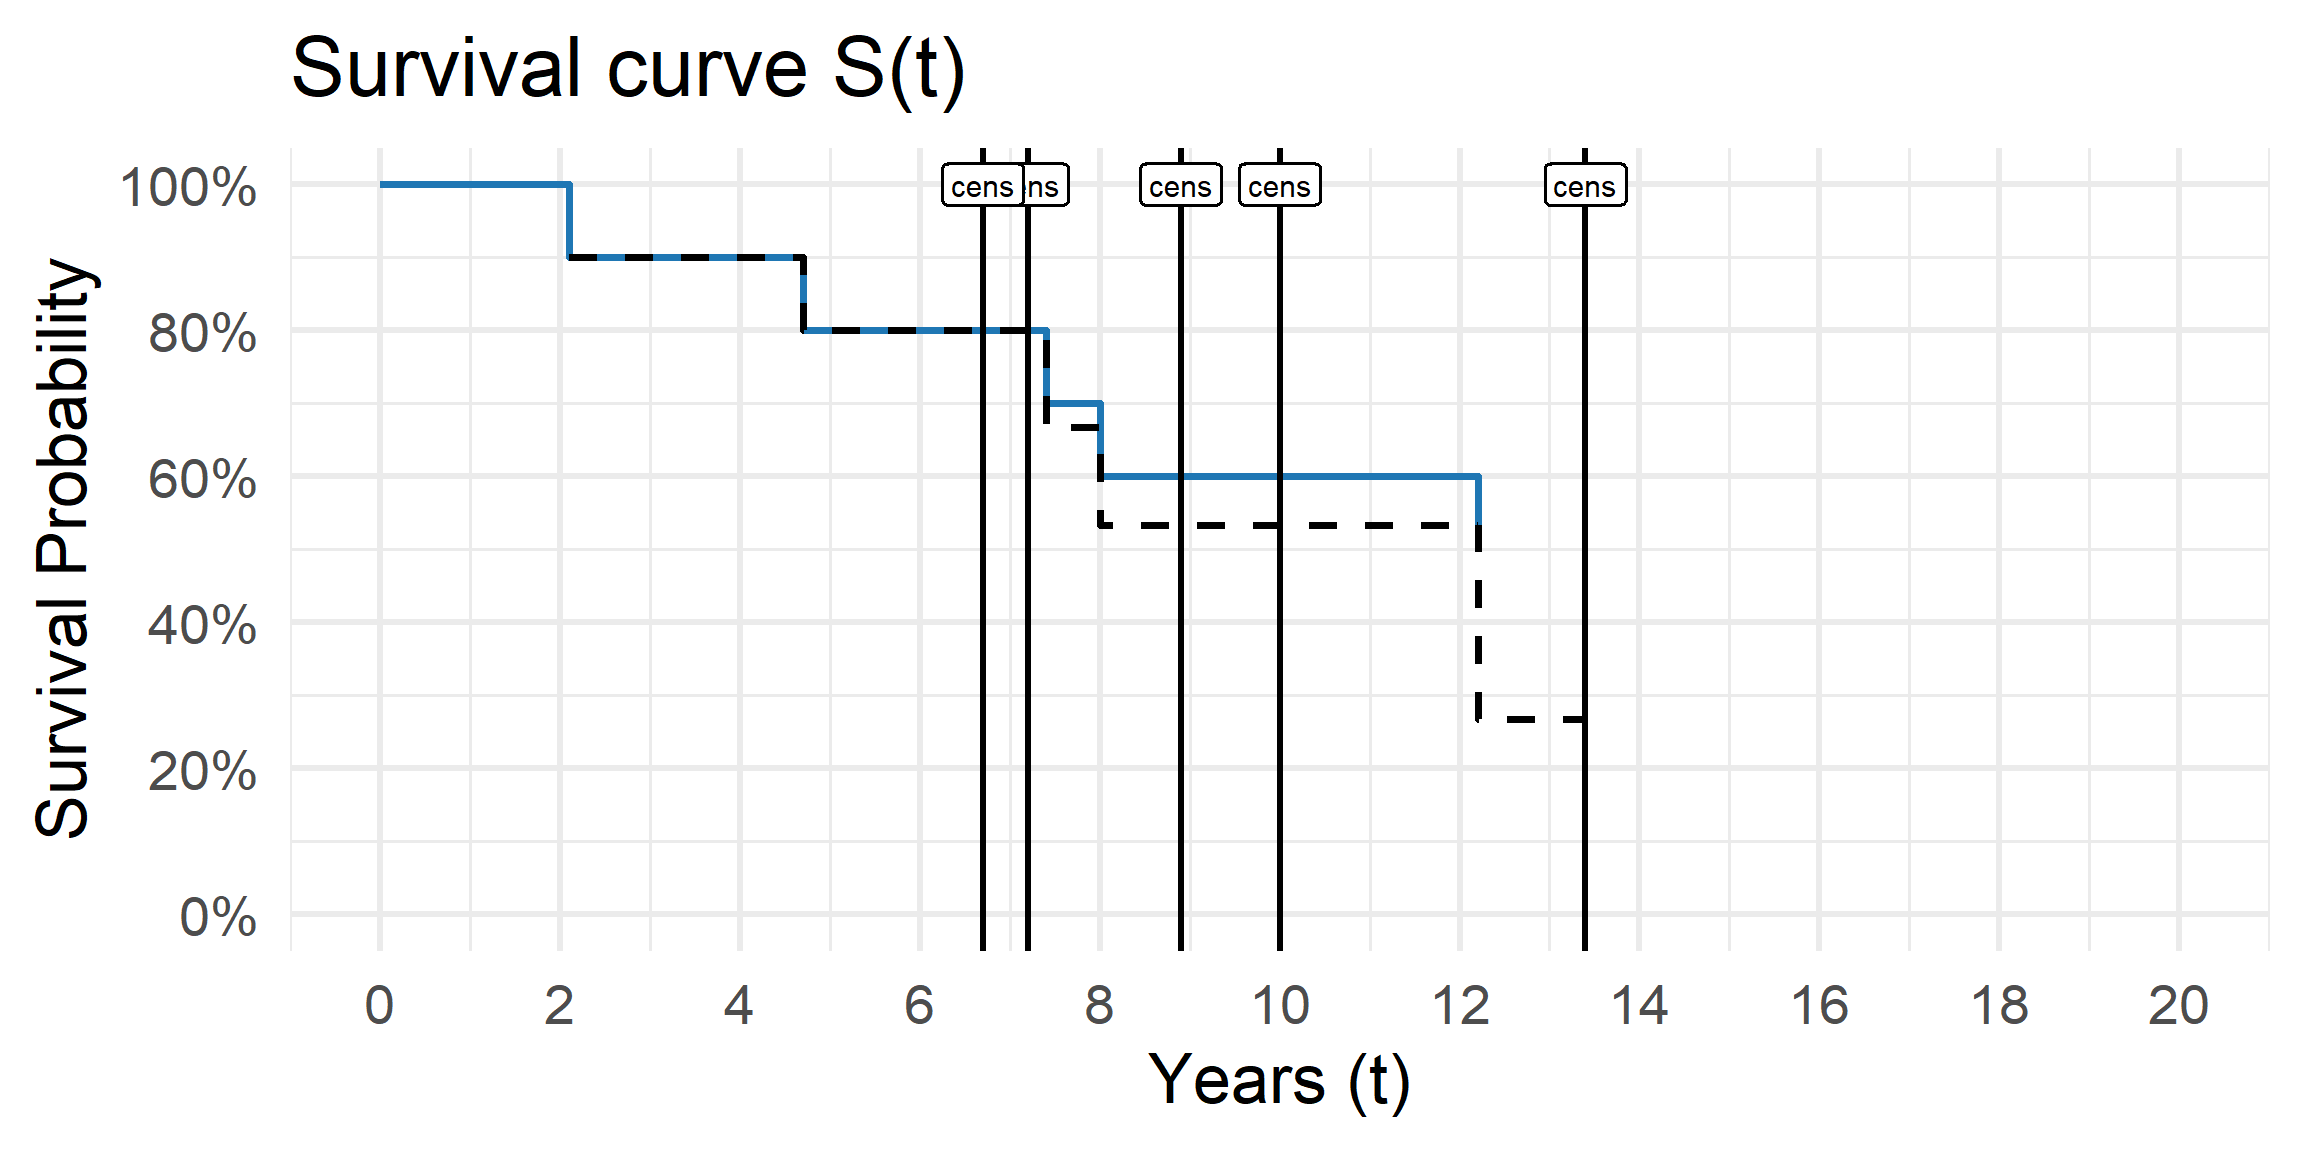 Survival curve S(t)
cens ens cens cens cens
100%
80%
60%
40%
20%
0%
Survival Probability
0 2 4 6 8 10 12 14 16 18 20
Years (t)